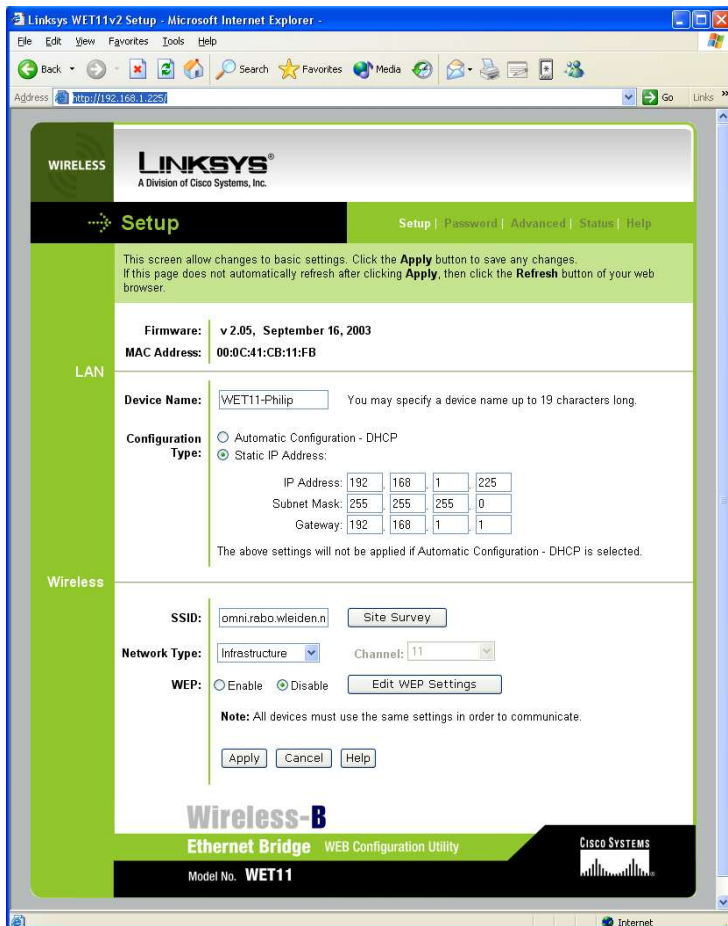 Linksys WET11v2 Setup - Microsoft Internet Explorer -
File Edit View Favorites Tools Help
Back Search Favorites Media
Address http://192.168.1.225/ Go Links »
WIRELESS
LINKSYS®
A Division of Cisco Systems, Inc.
Setup
Setup | Password | Advanced | Status | Help
This screen allow changes to basic settings. Click the Apply button to save any changes.
If this page does not automatically refresh after clicking Apply, then click the Refresh button of your web
browser.
Firmware: v 2.05, September 16, 2003
MAC Address: 00:0C:41:CB:11:FB
LAN
Device Name: WET11-Philip You may specify a device name up to 19 characters long.
Configuration Type: Automatic Configuration - DHCP
Static IP Address:
IP Address: 192 . 168 . 1 . 225
Subnet Mask: 255 . 255 . 255 . 0
Gateway: 192 . 168 . 1 . 1
The above settings will not be applied if Automatic Configuration - DHCP is selected.
Wireless
SSID: omni.rabo.wleiden.n Site Survey
Network Type: Infrastructure Channel: 11
WEP: Enable Disable Edit WEP Settings
Note: All devices must use the same settings in order to communicate.
Apply Cancel Help
Wireless-B
Ethernet Bridge WEB Configuration Utility
Model No. WET11
CISCO SYSTEMS
Internet